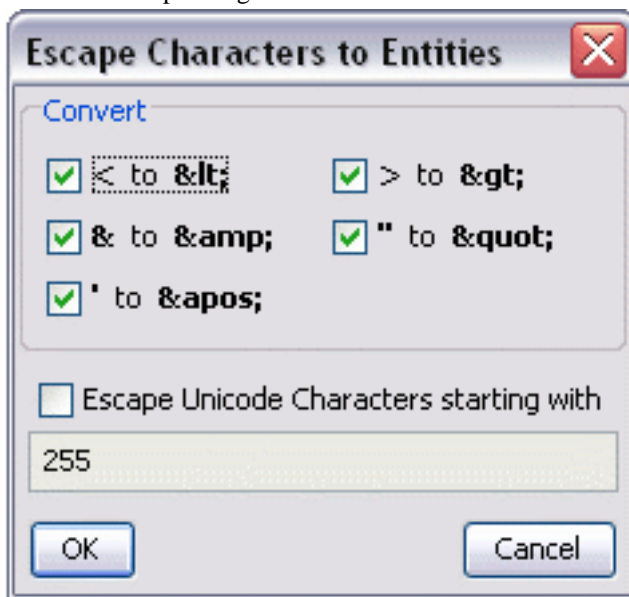 Escape Characters to Entities
Convert
< to &lt; > to &gt;
& to &amp; " to &quot;
' to &apos;
Escape Unicode Characters starting with
255
OK Cancel